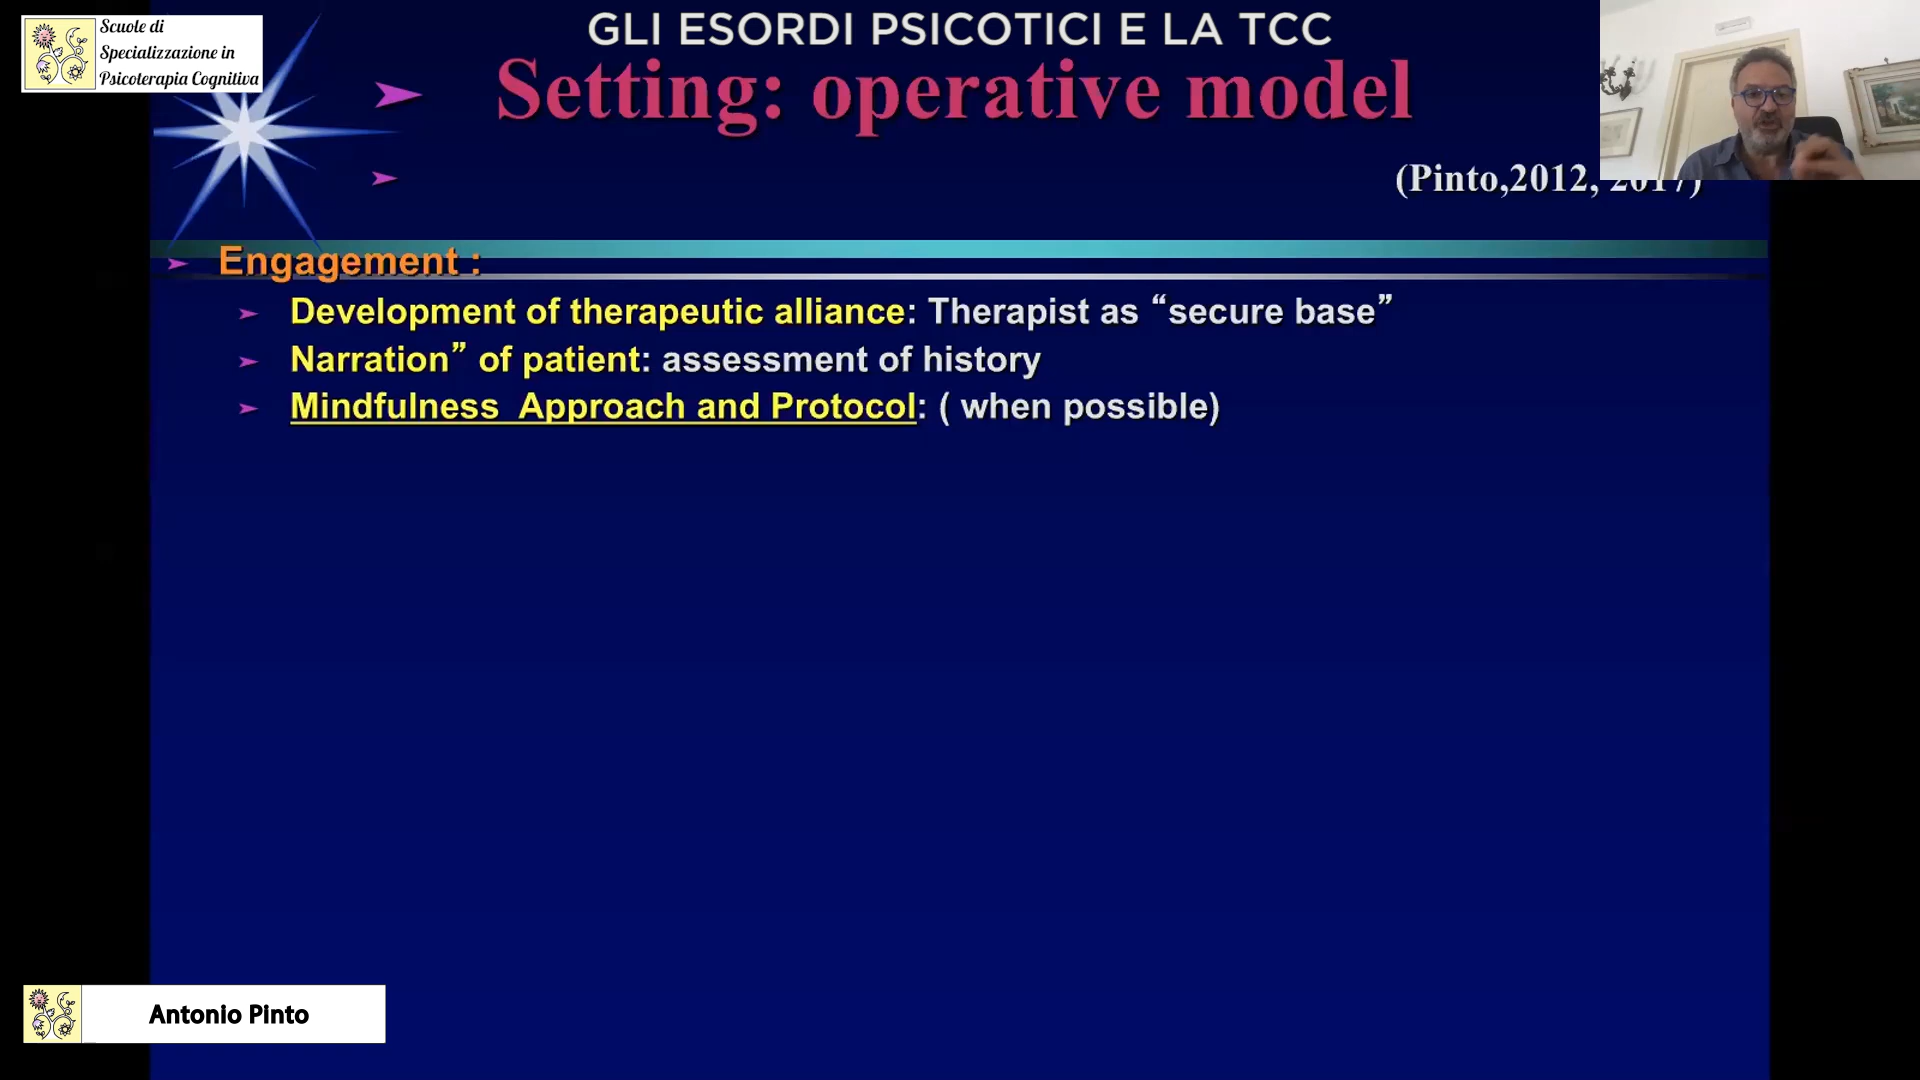 Scuole di
Specializzazione in
Psicoterapia Cognitiva
GLI ESORDI PSICOTICI E LA TCC
Setting: operative model
(Pinto,2012, 2017)
Engagement :
Development of therapeutic alliance: Therapist as “secure base”
Narration” of patient: assessment of history
Mindfulness Approach and Protocol: ( when possible)
Antonio Pinto